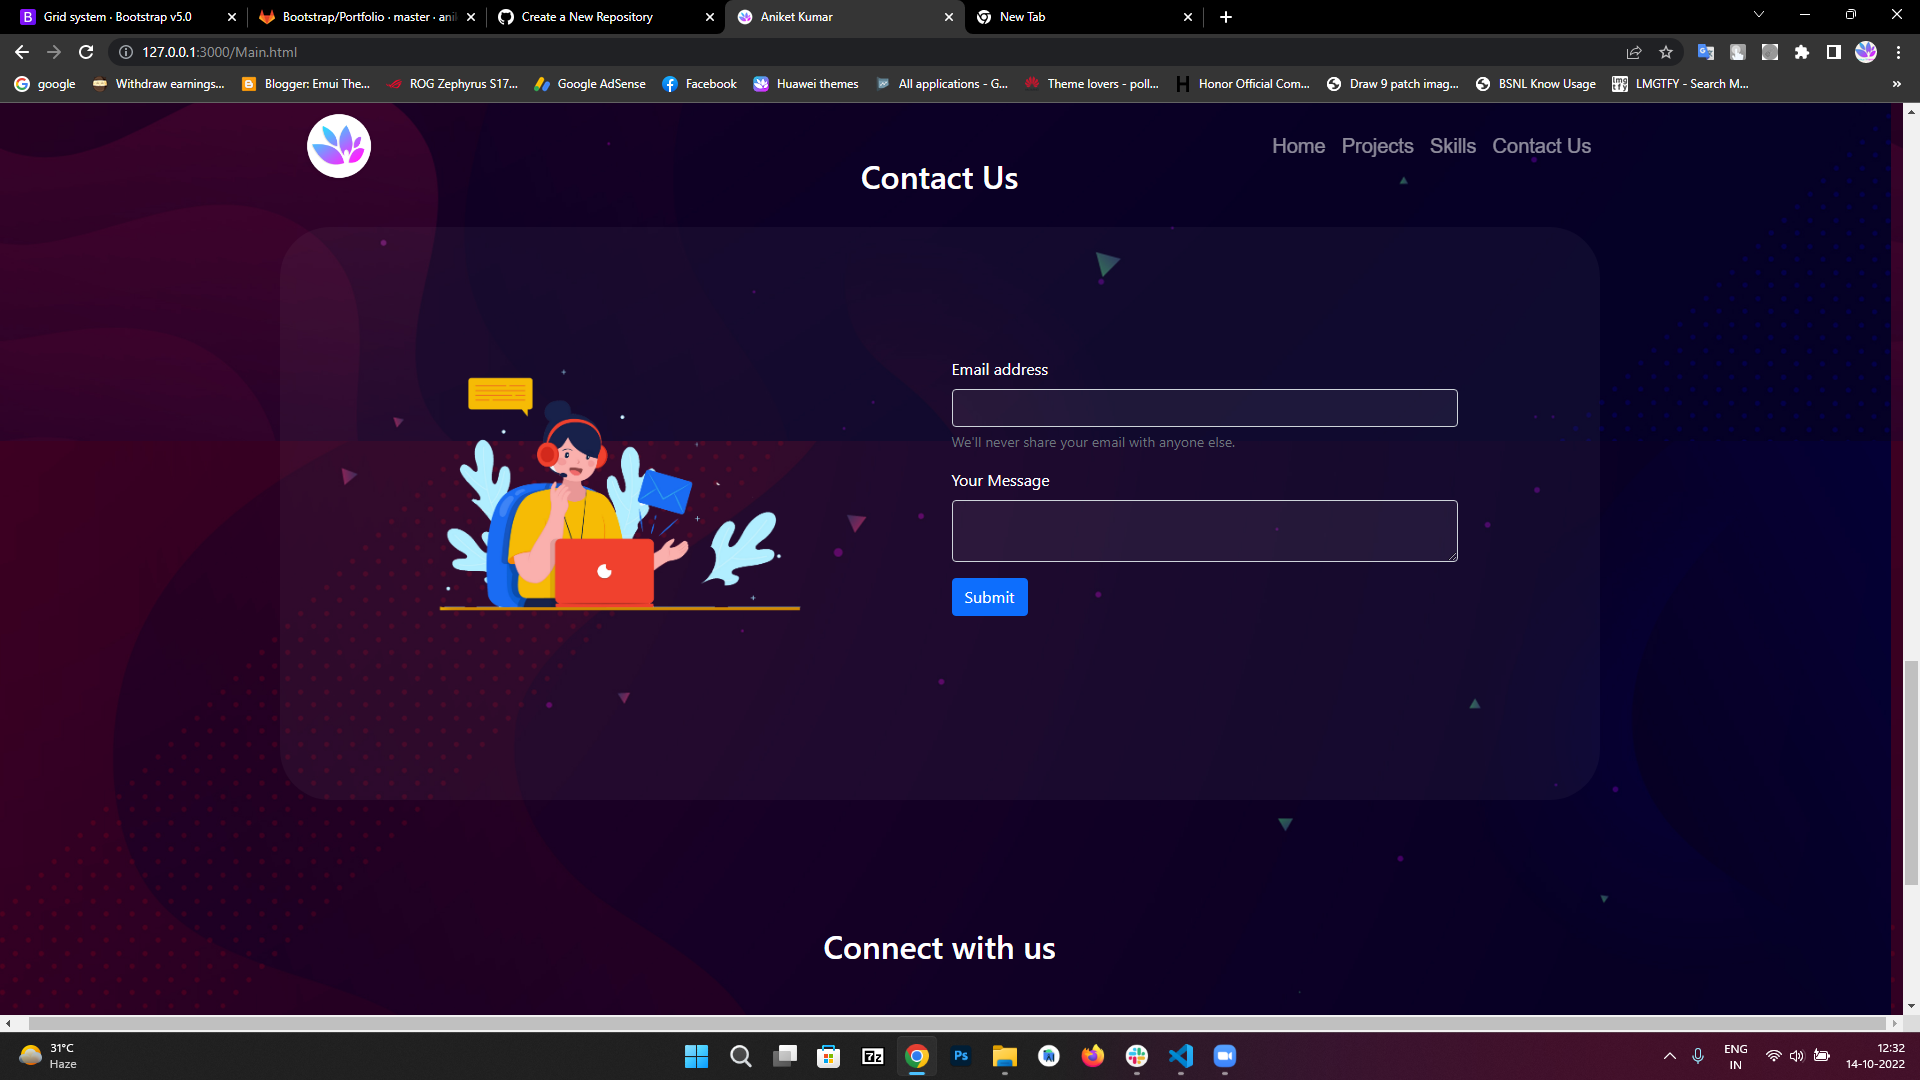 Grid system · Bootstrap v5.0
Bootstrap/Portfolio · master · ani
Create a New Repository
Aniket Kumar
New Tab
127.0.0.1:3000/Main.html
google
Withdraw earnings...
Blogger: Emui The...
ROG Zephyrus S17...
Google AdSense
Facebook
Huawei themes
All applications - G...
Theme lovers - poll...
Honor Official Com...
Draw 9 patch imag...
BSNL Know Usage
LMGTFY - Search M...
Home Projects Skills Contact Us
Contact Us
Email address
We'll never share your email with anyone else.
Your Message
Submit
Connect with us
31°C
Haze
ENG
IN
12:32
14-10-2022